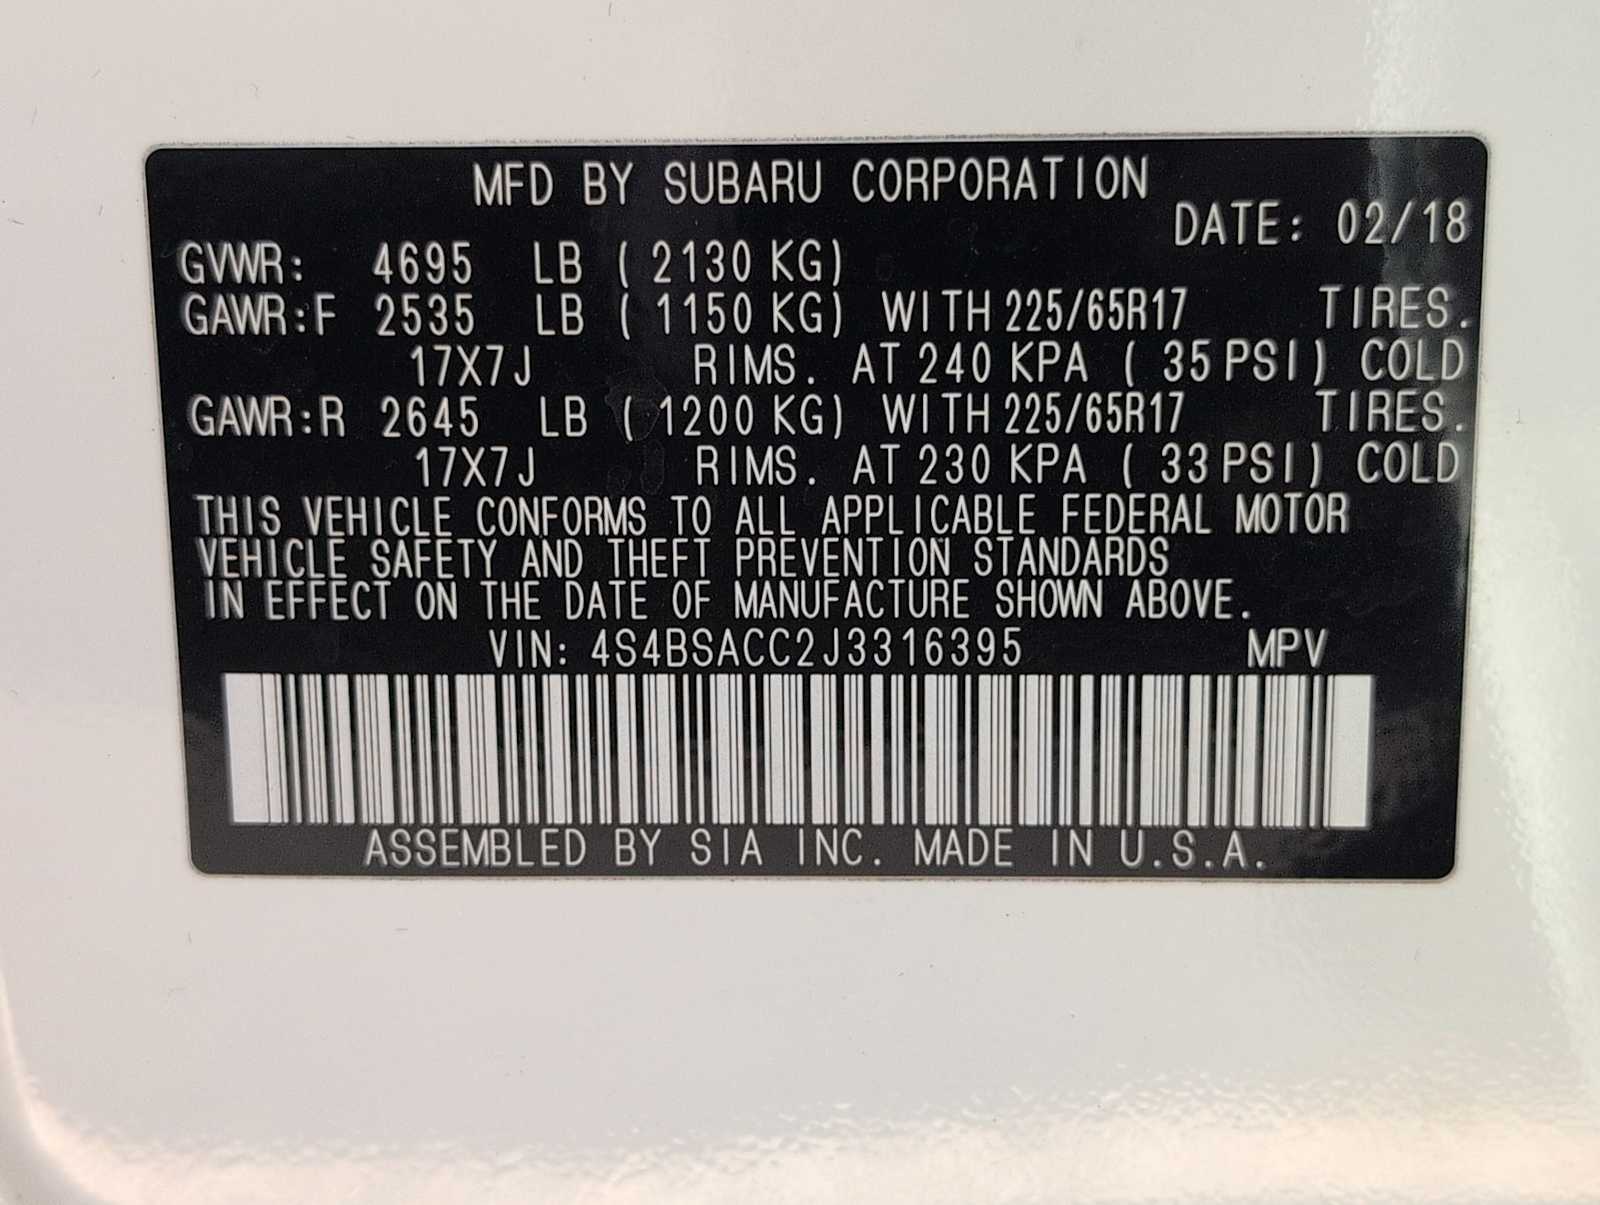 MFD BY SUBARU CORPORATION
DATE: 02/18
GVWR: 4695 LB ( 2130 KG)
GAWR:F 2535 LB ( 1150 KG) WITH 225/65R17 TIRES.
17X7J RIMS. AT 240 KPA ( 35 PSI) COLD
GAWR:R 2645 LB ( 1200 KG) WITH 225/65R17 TIRES.
17X7J RIMS. AT 230 KPA ( 33 PSI) COLD
THIS VEHICLE CONFORMS TO ALL APPLICABLE FEDERAL MOTOR
VEHICLE SAFETY AND THEFT PREVENTION STANDARDS
IN EFFECT ON THE DATE OF MANUFACTURE SHOWN ABOVE.
VIN: 4S4BSACC2J3316395 MPV
ASSEMBLED BY SIA INC. MADE IN U.S.A.